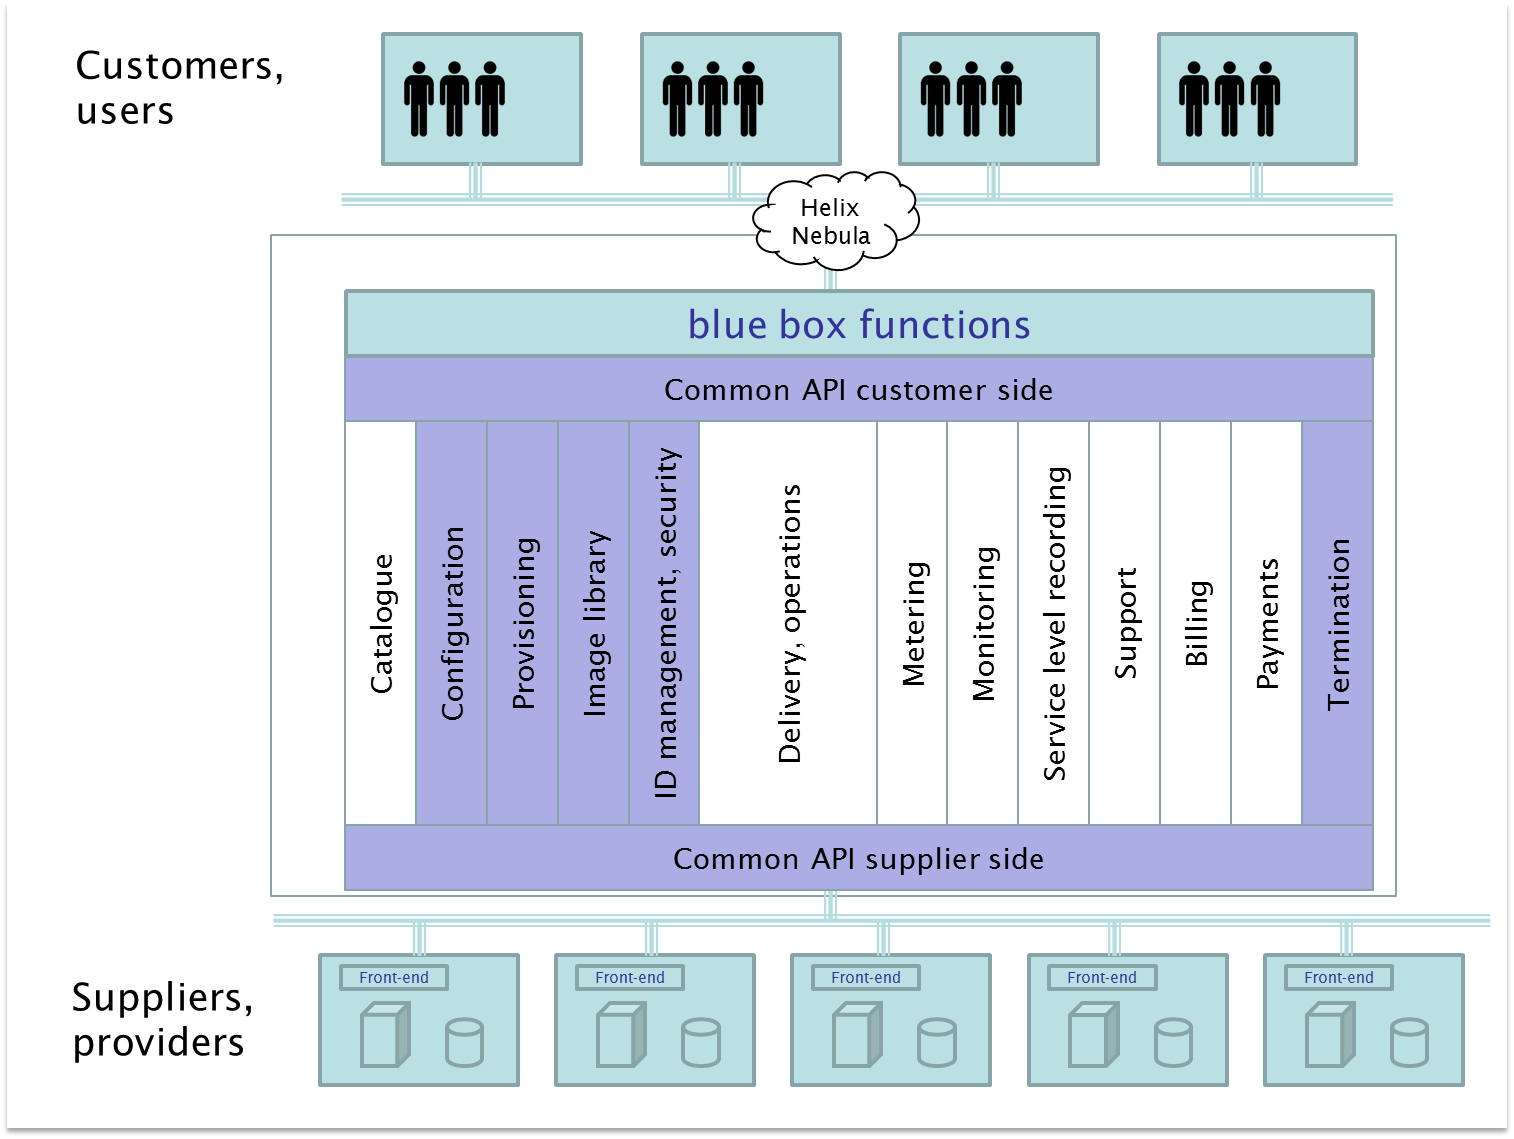 Customers,
users
Helix
Nebula
blue box functions
Common API customer side
Catalogue
Configuration
Provisioning
Image library
ID management, security
Delivery, operations
Metering
Monitoring
Service level recording
Support
Billing
Payments
Termination
Common API supplier side
Suppliers,
providers
Front-end
Front-end
Front-end
Front-end
Front-end